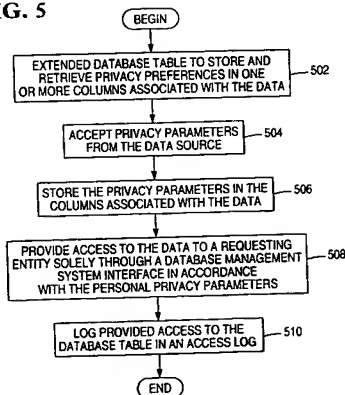 FIG. 5
BEGIN
EXTENDED DATABASE TABLE TO STORE AND
RETRIEVE PRIVACY PREFERENCES IN ONE
OR MORE COLUMNS ASSOCIATED WITH THE DATA
502
ACCEPT PRIVACY PARAMETERS
FROM THE DATA SOURCE
504
STORE THE PRIVACY PARAMETERS IN THE
COLUMNS ASSOCIATED WITH THE DATA
506
PROVIDE ACCESS TO THE DATA TO A REQUESTING
ENTITY SOLELY THROUGH A DATABASE MANAGEMENT
SYSTEM INTERFACE IN ACCORDANCE
WITH THE PERSONAL PRIVACY PARAMETERS
508
LOG PROVIDED ACCESS TO THE
DATABASE TABLE IN AN ACCESS LOG
510
END